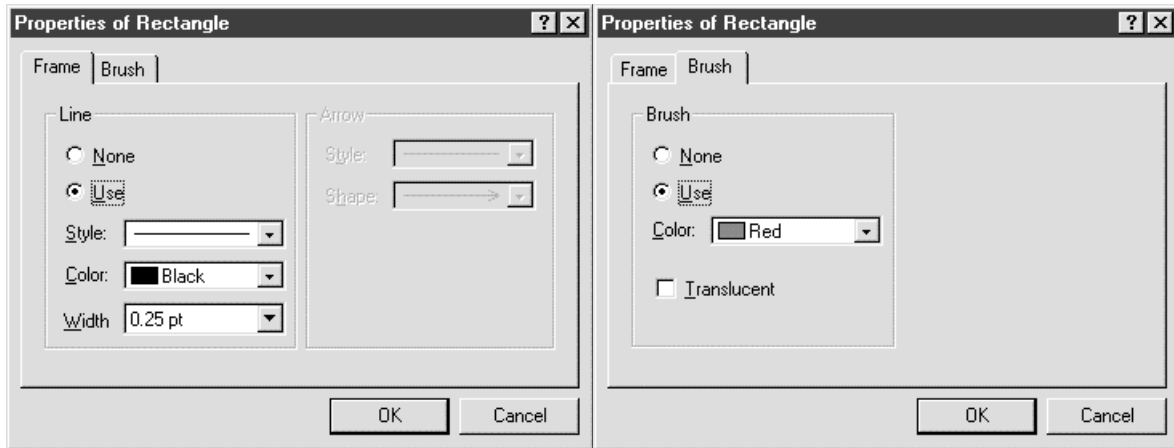 Properties of Rectangle
Frame Brush
Line
None
Use
Style:
Color: Black
Width 0.25 pt
Arrow
Style:
Shape:
OK Cancel
Properties of Rectangle
Frame Brush
Brush
None
Use
Color: Red
Translucent
OK Cancel